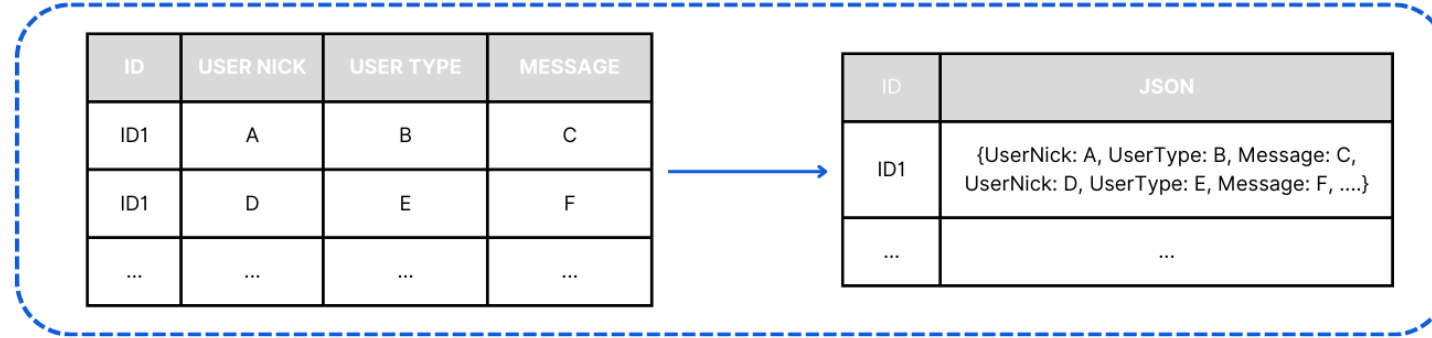 ID USER NICK USER TYPE MESSAGE
ID1 A B C
ID1 D E F
... ... ... ...
ID JSON
ID1 {UserNick: A, UserType: B, Message: C,
UserNick: D, UserType: E, Message: F, ....}
... ...